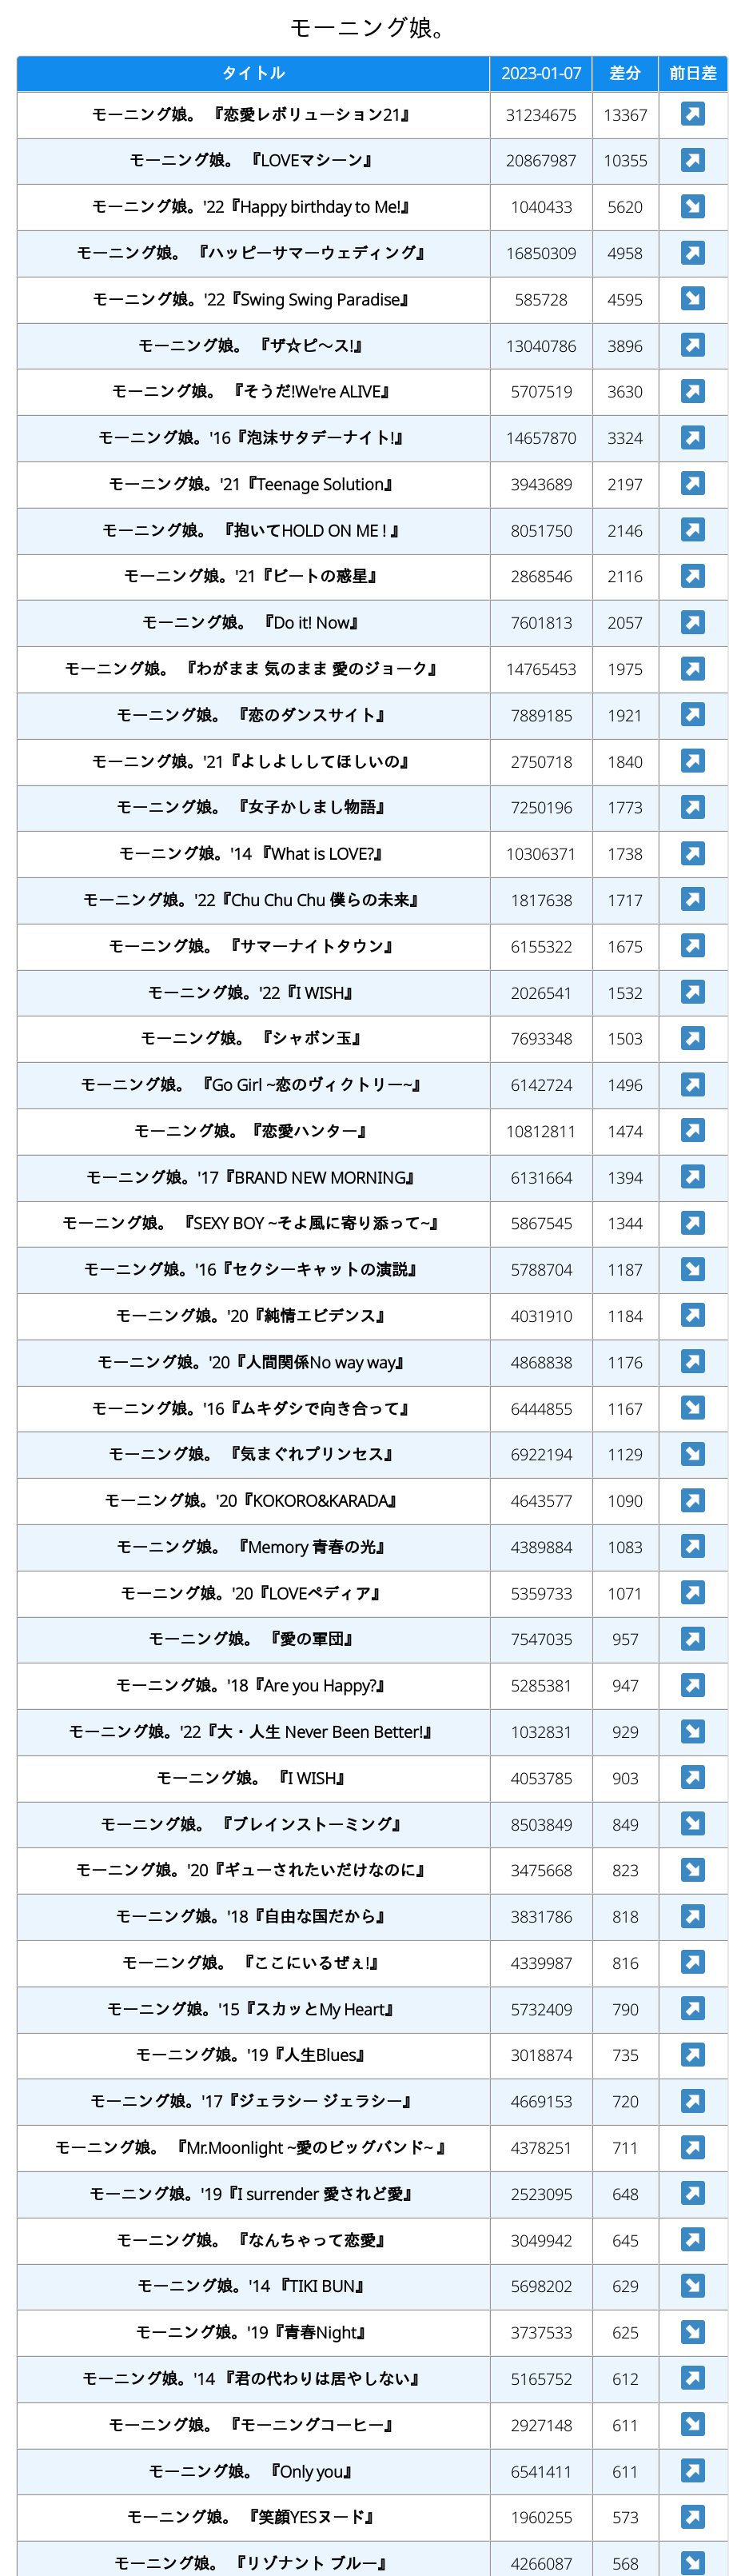 モーニング娘。
タイトル 2023-01-07 差分 前日差
モーニング娘。 『恋愛レボリューション21』 31234675 13367
モーニング娘。 『LOVEマシーン』 20867987 10355
モーニング娘。'22『Happy birthday to Me!』 1040433 5620
モーニング娘。 『ハッピーサマーウェディング』 16850309 4958
モーニング娘。'22『Swing Swing Paradise』 585728 4595
モーニング娘。 『ザ☆ピ〜ス!』 13040786 3896
モーニング娘。 『そうだ!We're ALIVE』 5707519 3630
モーニング娘。'16『泡沫サタデーナイト!』 14657870 3324
モーニング娘。'21『Teenage Solution』 3943689 2197
モーニング娘。 『抱いてHOLD ON ME ! 』 8051750 2146
モーニング娘。'21『ビートの惑星』 2868546 2116
モーニング娘。 『Do it! Now』 7601813 2057
モーニング娘。 『わがまま 気のまま 愛のジョーク』 14765453 1975
モーニング娘。 『恋のダンスサイト』 7889185 1921
モーニング娘。'21『よしよししてほしいの』 2750718 1840
モーニング娘。 『女子かしまし物語』 7250196 1773
モーニング娘。'14 『What is LOVE?』 10306371 1738
モーニング娘。'22『Chu Chu Chu 僕らの未来』 1817638 1717
モーニング娘。 『サマーナイトタウン』 6155322 1675
モーニング娘。'22『I WISH』 2026541 1532
モーニング娘。 『シャボン玉』 7693348 1503
モーニング娘。 『Go Girl ~恋のヴィクトリー~』 6142724 1496
モーニング娘。『恋愛ハンター』 10812811 1474
モーニング娘。'17『BRAND NEW MORNING』 6131664 1394
モーニング娘。 『SEXY BOY ~そよ風に寄り添って~』 5867545 1344
モーニング娘。'16『セクシーキャットの演説』 5788704 1187
モーニング娘。'20『純情エビデンス』 4031910 1184
モーニング娘。'20『人間関係No way way』 4868838 1176
モーニング娘。'16『ムキダシで向き合って』 6444855 1167
モーニング娘。 『気まぐれプリンセス』 6922194 1129
モーニング娘。'20『KOKORO&KARADA』 4643577 1090
モーニング娘。 『Memory 青春の光』 4389884 1083
モーニング娘。'20『LOVEペディア』 5359733 1071
モーニング娘。 『愛の軍団』 7547035 957
モーニング娘。'18『Are you Happy?』 5285381 947
モーニング娘。'22『大・人生 Never Been Better!』 1032831 929
モーニング娘。 『I WISH』 4053785 903
モーニング娘。 『ブレインストーミング』 8503849 849
モーニング娘。'20『ギューされたいだけなのに』 3475668 823
モーニング娘。'18『自由な国だから』 3831786 818
モーニング娘。 『ここにいるぜぇ!』 4339987 816
モーニング娘。'15『スカッとMy Heart』 5732409 790
モーニング娘。'19『人生Blues』 3018874 735
モーニング娘。'17『ジェラシー ジェラシー』 4669153 720
モーニング娘。 『Mr.Moonlight ~愛のビッグバンド~ 』 4378251 711
モーニング娘。'19『I surrender 愛されど愛』 2523095 648
モーニング娘。 『なんちゃって恋愛』 3049942 645
モーニング娘。'14 『TIKI BUN』 5698202 629
モーニング娘。'19『青春Night』 3737533 625
モーニング娘。'14 『君の代わりは居やしない』 5165752 612
モーニング娘。 『モーニングコーヒー』 2927148 611
モーニング娘。 『Only you』 6541411 611
モーニング娘。 『笑顔YESヌード』 1960255 573
モーニング娘。 『リゾナント ブルー』 4266087 568